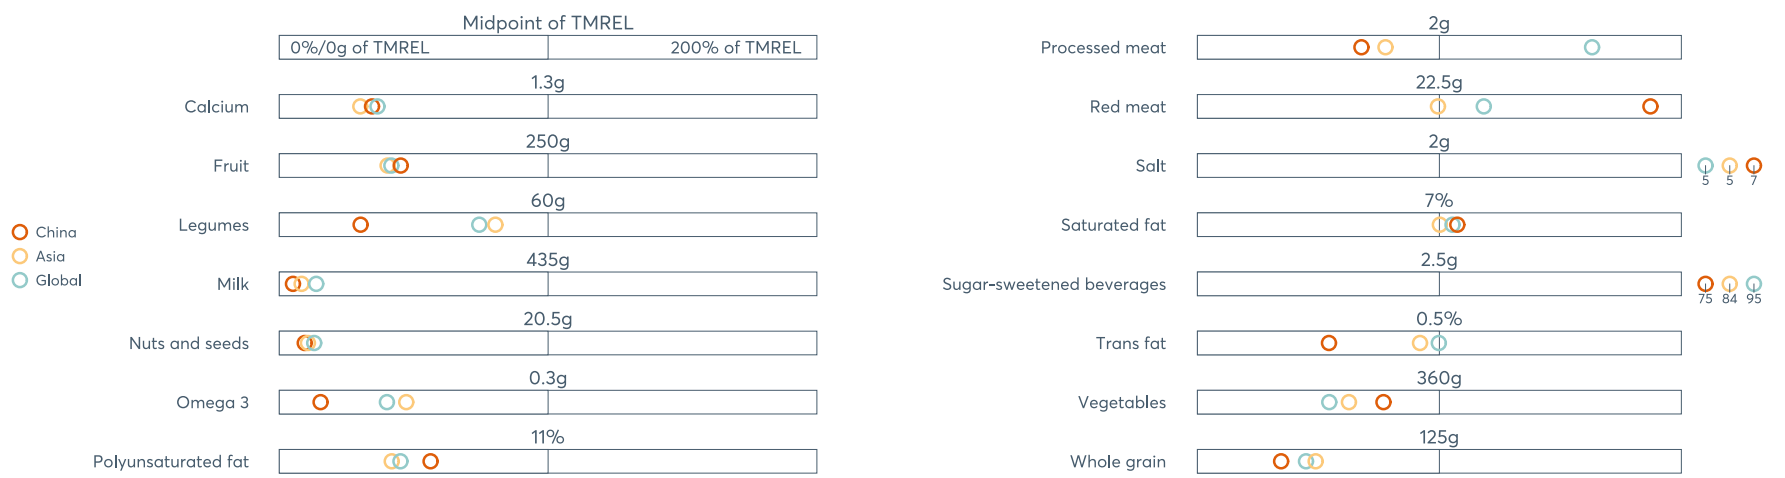 Midpoint of TMREL
0%/0g of TMREL
200% of TMREL
1.3g
Calcium
250g
Fruit
60g
Legumes
435g
Milk
20.5g
Nuts and seeds
0.3g
Omega 3
11%
Polyunsaturated fat
China
Asia
Global
2g
Processed meat
22.5g
Red meat
2g
Salt
5 5 7
7%
Saturated fat
2.5g
Sugar-sweetened beverages
75 84 95
0.5%
Trans fat
360g
Vegetables
125g
Whole grain